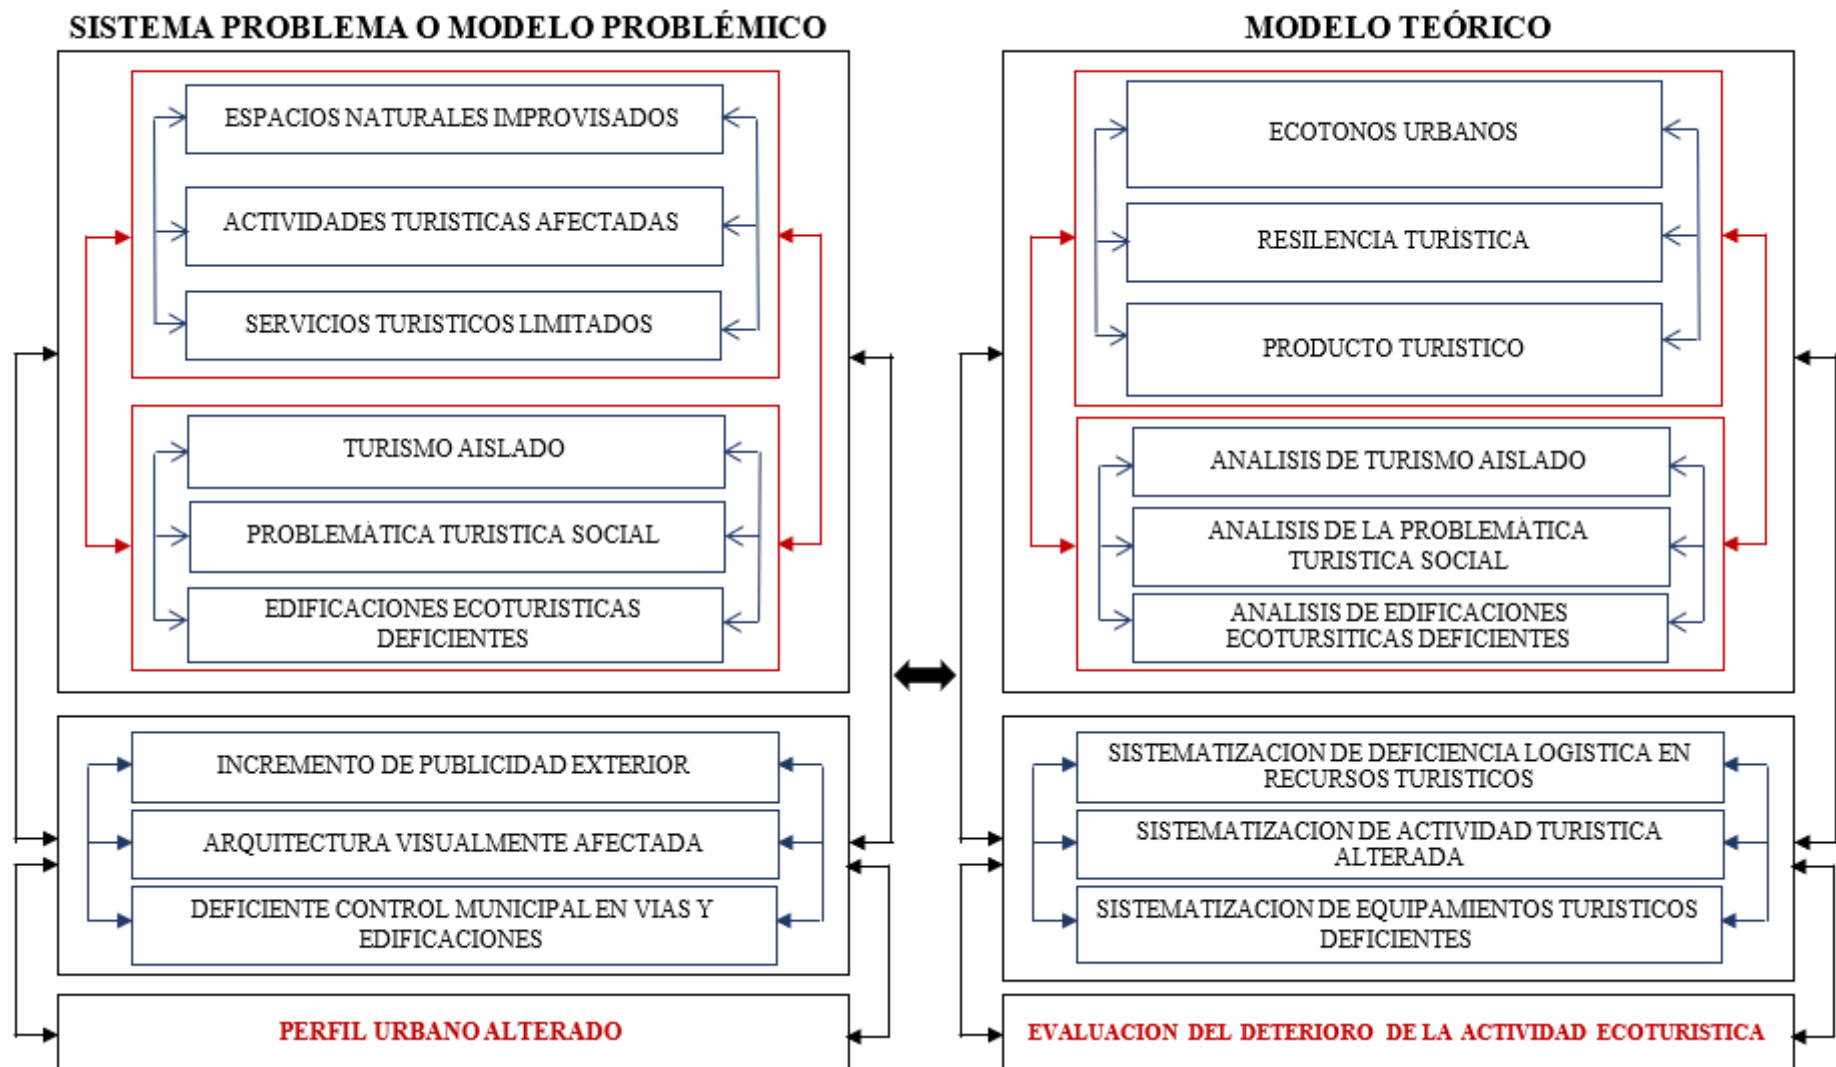 SISTEMA PROBLEMA O MODELO PROBLÉMICO
ESPACIOS NATURALES IMPROVISADOS
ACTIVIDADES TURISTICAS AFECTADAS
SERVICIOS TURISTICOS LIMITADOS
TURISMO AISLADO
PROBLEMÁTICA TURISTICA SOCIAL
EDIFICACIONES ECOTURISTICAS
DEFICIENTES
INCREMENTO DE PUBLICIDAD EXTERIOR
ARQUITECTURA VISUALMENTE AFECTADA
DEFICIENTE CONTROL MUNICIPAL EN VIAS Y
EDIFICACIONES
PERFIL URBANO ALTERADO
MODELO TEÓRICO
ECOTONOS URBANOS
RESILENCIA TURÍSTICA
PRODUCTO TURISTICO
ANALISIS DE TURISMO AISLADO
ANALISIS DE LA PROBLEMÁTICA
TURISTICA SOCIAL
ANALISIS DE EDIFICACIONES
ECOTURSITICAS DEFICIENTES
SISTEMATIZACION DE DEFICIENCIA LOGISTICA EN
RECURSOS TURISTICOS
SISTEMATIZACION DE ACTIVIDAD TURISTICA
ALTERADA
SISTEMATIZACION DE EQUIPAMIENTOS TURISTICOS
DEFICIENTES
EVALUACION DEL DETERIORO DE LA ACTIVIDAD ECOTURISTICA